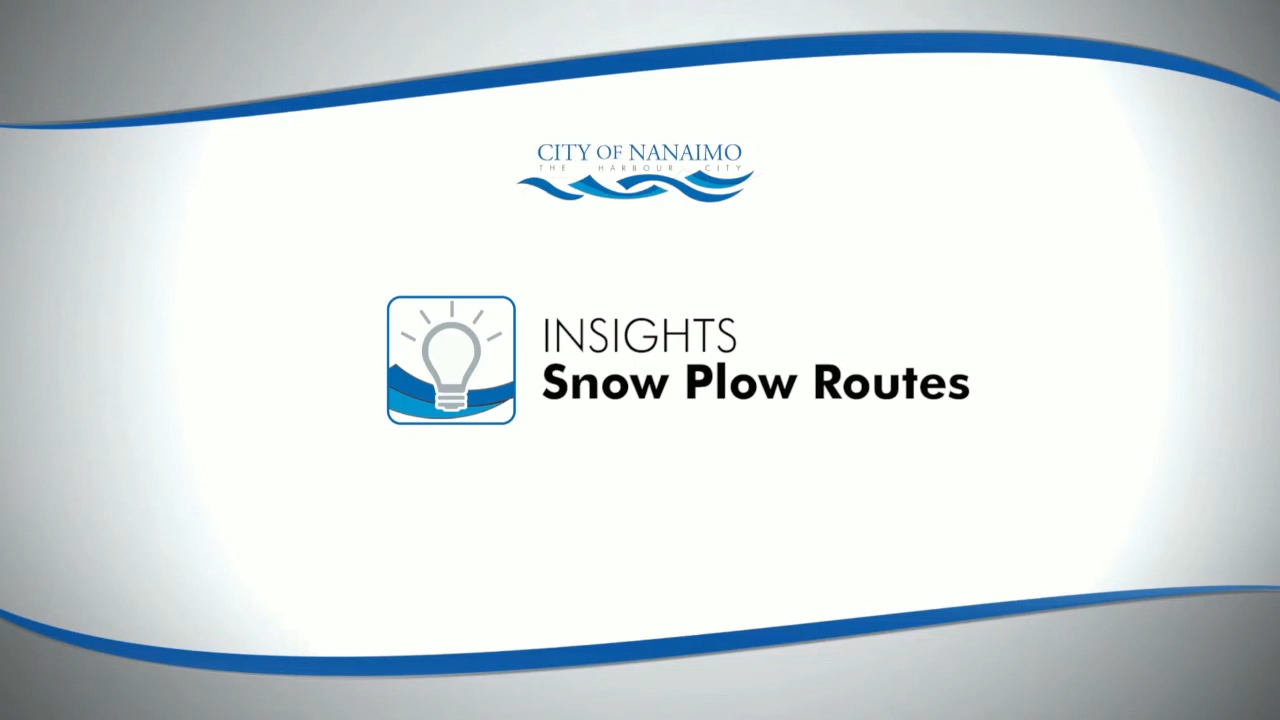 CITY OF NANAIMO
THE HARBOUR CITY
INSIGHTS
Snow Plow Routes